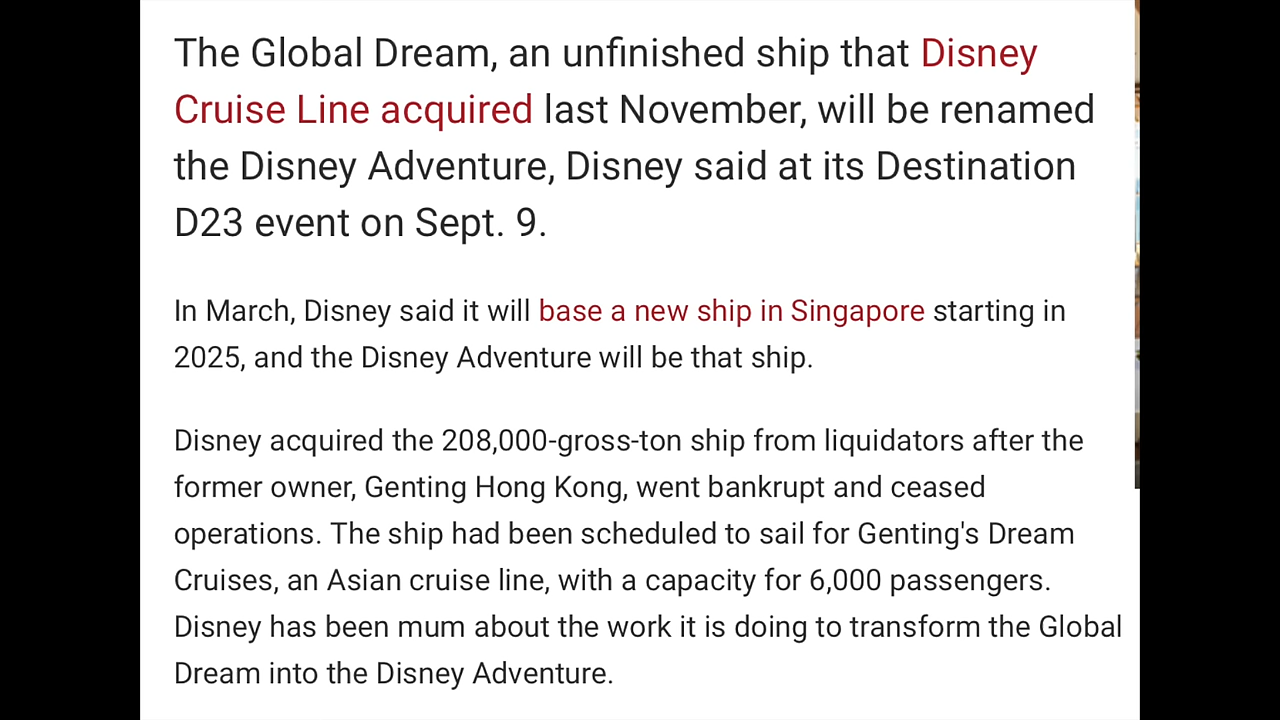 The Global Dream, an unfinished ship that Disney
Cruise Line acquired last November, will be renamed
the Disney Adventure, Disney said at its Destination
D23 event on Sept. 9.
In March, Disney said it will base a new ship in Singapore starting in
2025, and the Disney Adventure will be that ship.
Disney acquired the 208,000-gross-ton ship from liquidators after the
former owner, Genting Hong Kong, went bankrupt and ceased
operations. The ship had been scheduled to sail for Genting's Dream
Cruises, an Asian cruise line, with a capacity for 6,000 passengers.
Disney has been mum about the work it is doing to transform the Global
Dream into the Disney Adventure.